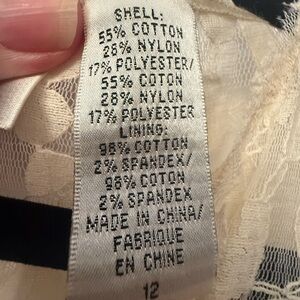 SHELL:
55% COTTON
28% NYLON
17% POLYESTER/
55% COTON
28% NYLON
17% POLYESTER
LINING:
98% COTTON
2% SPANDEX/
98% COTON
2% SPANDEX
MADE IN CHINA/
FABRIQUE
EN CHINE
12